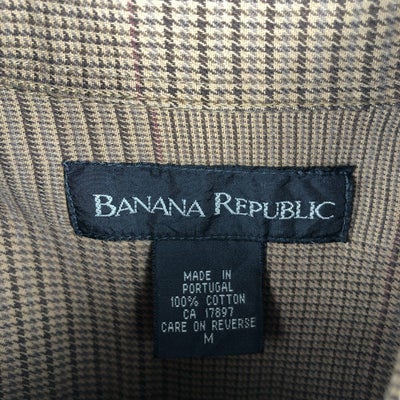 BANANA REPUBLIC
MADE IN
PORTUGAL
100% COTTON
CA 17897
CARE ON REVERSE
M